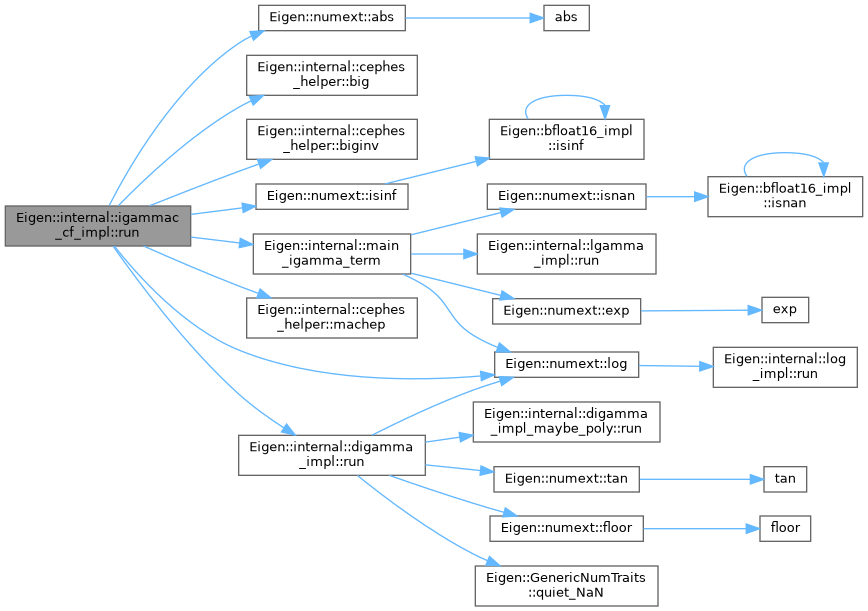 Eigen::internal::igammac
_cf_impl::run
Eigen::numext::abs
abs
Eigen::internal::cephes
_helper::big
Eigen::internal::cephes
_helper::biginv
Eigen::numext::isinf
Eigen::bfloat16_impl
::isinf
Eigen::internal::main
_igamma_term
Eigen::numext::isnan
Eigen::bfloat16_impl
::isnan
Eigen::internal::lgamma
_impl::run
Eigen::numext::exp
exp
Eigen::internal::cephes
_helper::machep
Eigen::numext::log
Eigen::internal::log
_impl::run
Eigen::internal::digamma
_impl::run
Eigen::internal::digamma
_impl_maybe_poly::run
Eigen::numext::tan
tan
Eigen::numext::floor
floor
Eigen::GenericNumTraits
::quiet_NaN